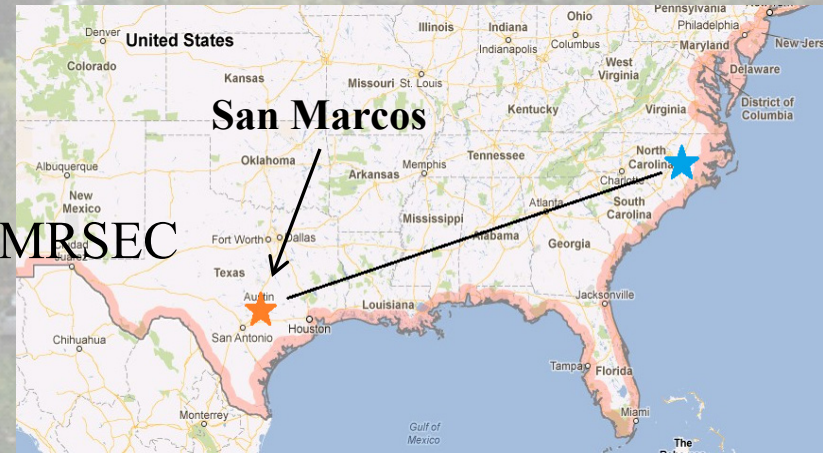 Pennsylvania
Ohio
Illinois
Indiana
Philadelphia
Denver
United States
Indianapolis
Columbus
Maryland
New Jers
Colorado
West
Virginia
Delaware
Kansas
Missouri
St. Louis
District of
Columbia
San Marcos
Kentucky
Virginia
Albuquerque
Oklahoma
Arkansas
Memphis
Tennessee
North
Carolina
Charlotte
New
Mexico
Atlanta
South
Carolina
Mississippi
MRSEC
Ciudad
Juarez
Fort Worth
Dallas
Alabama
Georgia
Texas
Austin
Louisiana
Jacksonville
San Antonio
Houston
Chihuahua
Tampa
Florida
Monterrey
Miami
Gulf of
Mexico
The